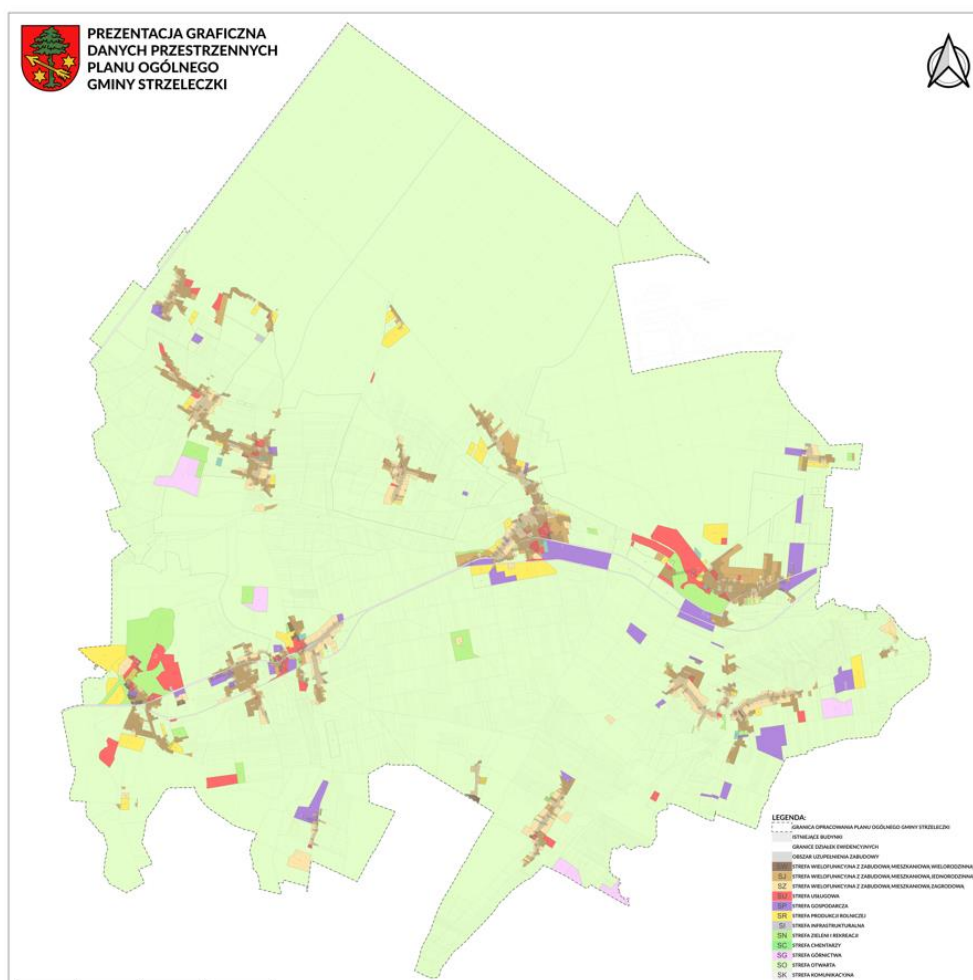 PREZENTACJA GRAFICZNA
DANYCH PRZESTRZENNYCH
PLANU OGÓLNEGO
GMINY STRZELECZKI
LEGENDA:
GRANICA OPRACOWANIA PLANU OGÓLNEGO GMINY STRZELECZKI
ISTNIEJĄCE BUDYNKI
GRANICE DZIAŁEK EWIDENCYJNYCH
OBSZAR UZUPEŁNIENIA ZABUDOWY
SW STREFA WIELOFUNKCYJNA Z ZABUDOWĄ MIESZKANIOWĄ WIELORODZINNĄ
SJ STREFA WIELOFUNKCYJNA Z ZABUDOWĄ MIESZKANIOWĄ JEDNORODZINNĄ
SZ STREFA WIELOFUNKCYJNA Z ZABUDOWĄ MIESZKANIOWĄ ZAGRODOWĄ
SU STREFA USŁUGOWA
SP STREFA GOSPODARCZA
SR STREFA PRODUKCJI ROLNICZEJ
SI STREFA INFRASTRUKTURALNA
SN STREFA ZIELENI I REKREACJI
SC STREFA CMENTARZY
SG STREFA GÓRNICTWA
SO STREFA OTWARTA
SK STREFA KOMUNIKACYJNA